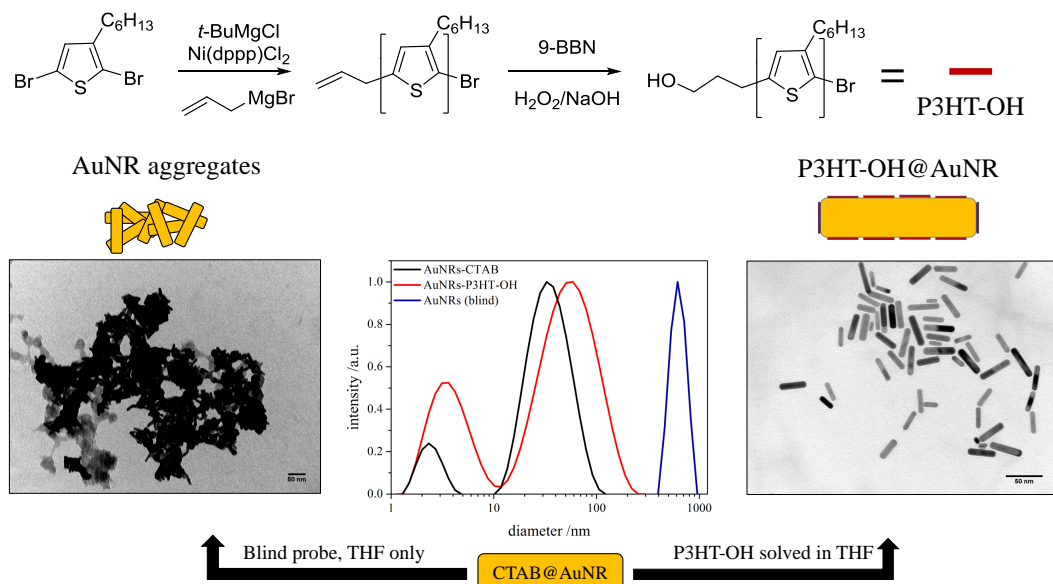 C6H13
Br
S
Br
t-BuMgCl
Ni(dppp)Cl2
MgBr
C6H13
S
Br
9-BBN
H2O2/NaOH
C6H13
HO
S
Br
=
P3HT-OH
AuNR aggregates
P3HT-OH@AuNR
50 nm
AuNRs-CTAB
AuNRs-P3HT-OH
AuNRs (blind)
intensity /a.u.
1.0
0.8
0.6
0.4
0.2
0.0
1
10
100
1000
diameter /nm
50 nm
Blind probe, THF only
CTAB@AuNR
P3HT-OH solved in THF